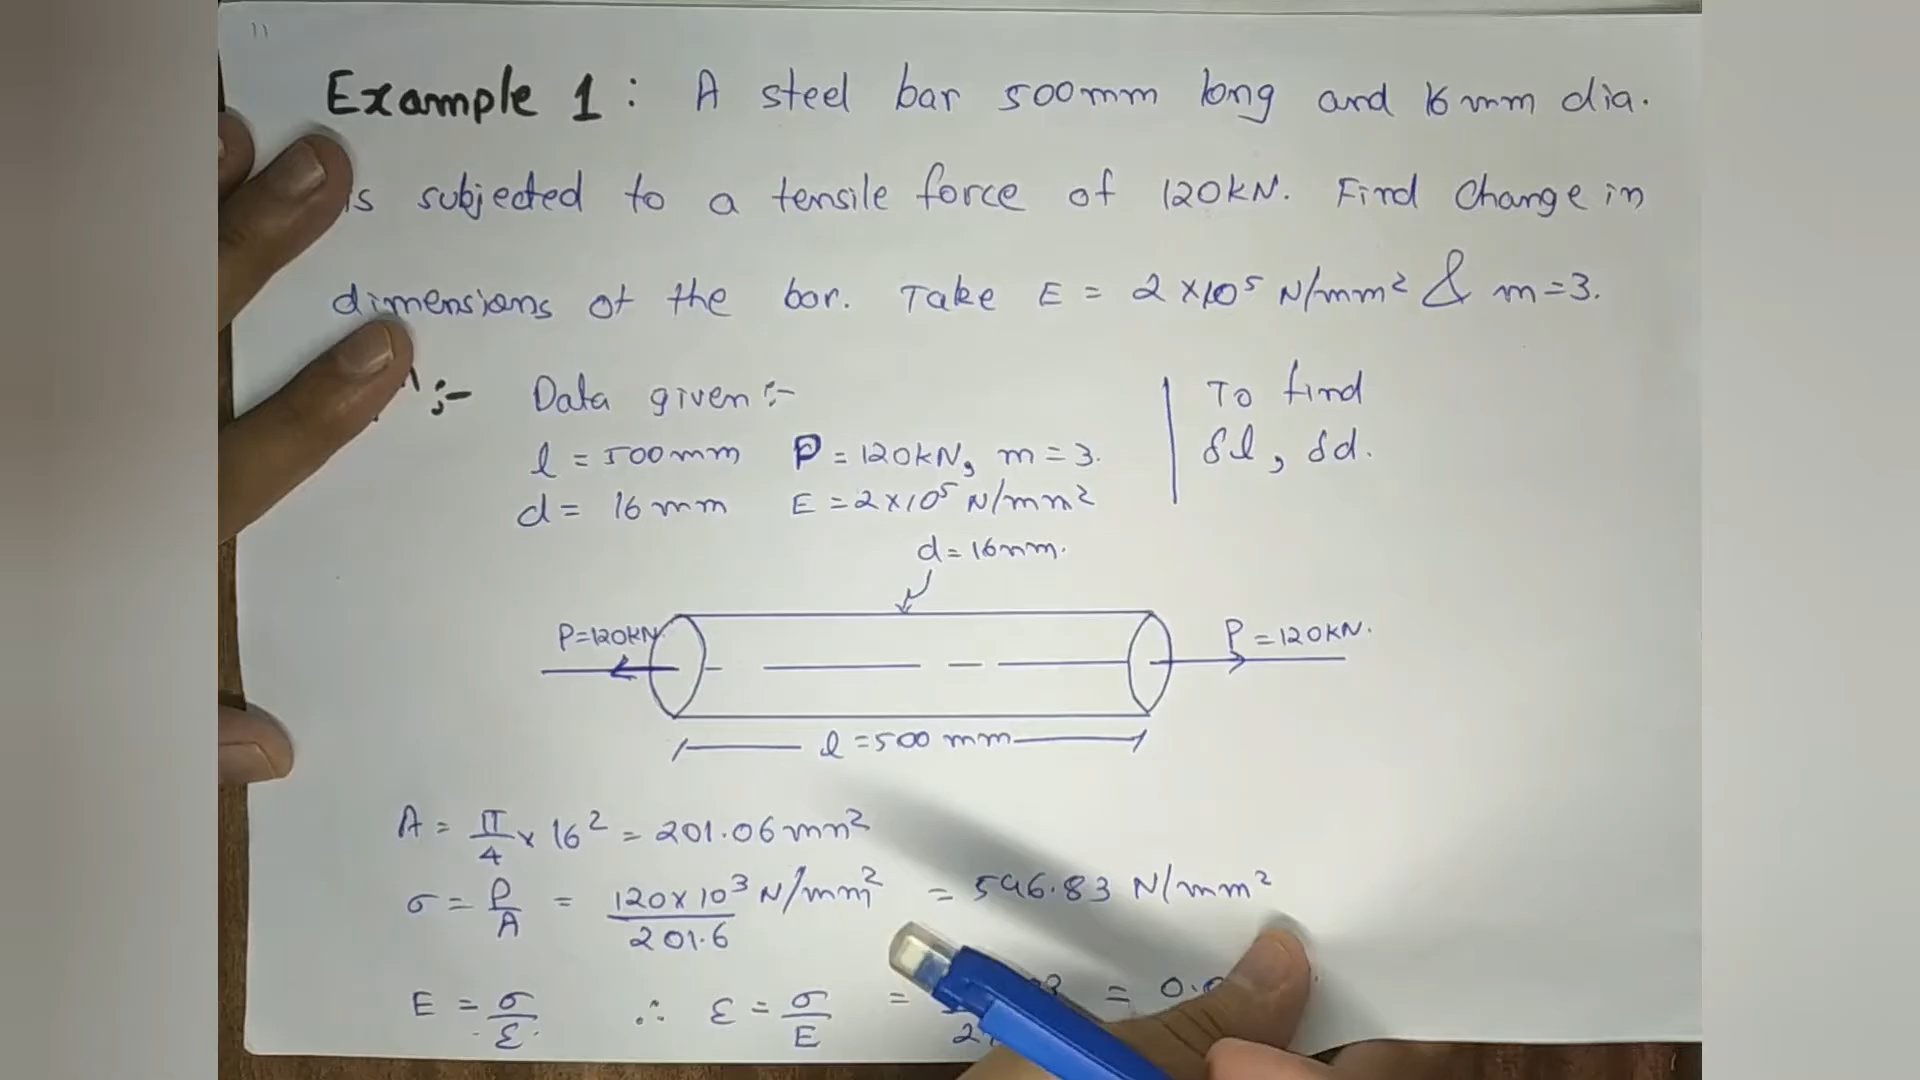 11
Example 1: A steel bar 500mm long and 16mm dia.
is subjected to a tensile force of 120kN. Find Change in
dimensions of the bar. Take E = 2 × 10⁵ N/mm² & m=3.
:- Data given:-
l = 500mm P = 120kN, m = 3.
d = 16 mm E = 2×10⁵ N/mm²
To find
δl, δd.
d = 16mm.
P=120kN
P = 120kN.
l = 500 mm
A = π/4 × 16² = 201.06 mm²
σ = P/A = 120×10³/201.6 N/mm² = 596.83 N/mm²
E = σ/ε ∴ ε = σ/E = =